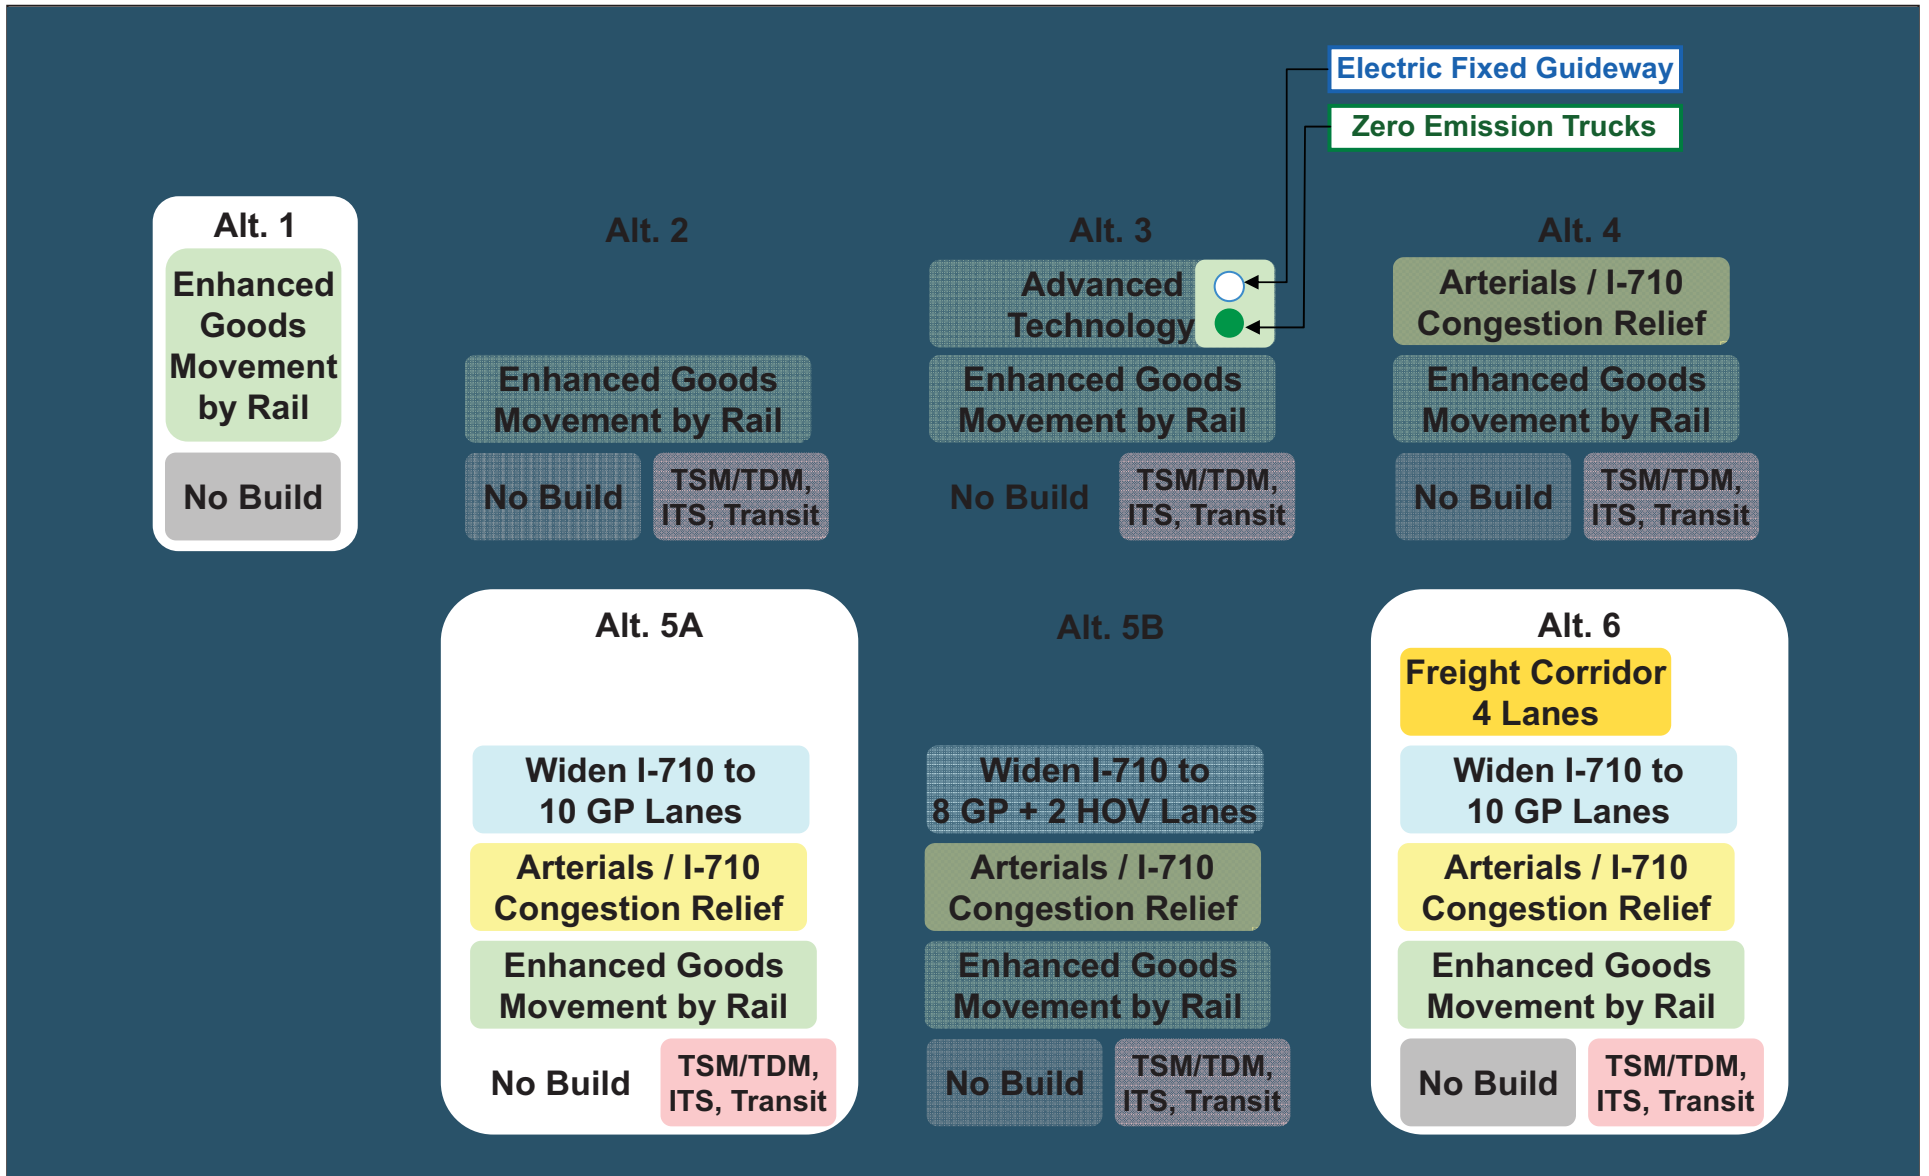 Electric Fixed Guideway
Zero Emission Trucks
Alt. 1
Enhanced
Goods
Movement
by Rail
No Build
Alt. 2
Enhanced Goods
Movement by Rail
No Build
TSM/TDM,
ITS, Transit
Alt. 3
Advanced
Technology
Enhanced Goods
Movement by Rail
No Build
TSM/TDM,
ITS, Transit
Alt. 4
Arterials / I-710
Congestion Relief
Enhanced Goods
Movement by Rail
No Build
TSM/TDM,
ITS, Transit
Alt. 5A
Widen I-710 to
10 GP Lanes
Arterials / I-710
Congestion Relief
Enhanced Goods
Movement by Rail
No Build
TSM/TDM,
ITS, Transit
Alt. 5B
Widen I-710 to
8 GP + 2 HOV Lanes
Arterials / I-710
Congestion Relief
Enhanced Goods
Movement by Rail
No Build
TSM/TDM,
ITS, Transit
Alt. 6
Freight Corridor
4 Lanes
Widen I-710 to
10 GP Lanes
Arterials / I-710
Congestion Relief
Enhanced Goods
Movement by Rail
No Build
TSM/TDM,
ITS, Transit